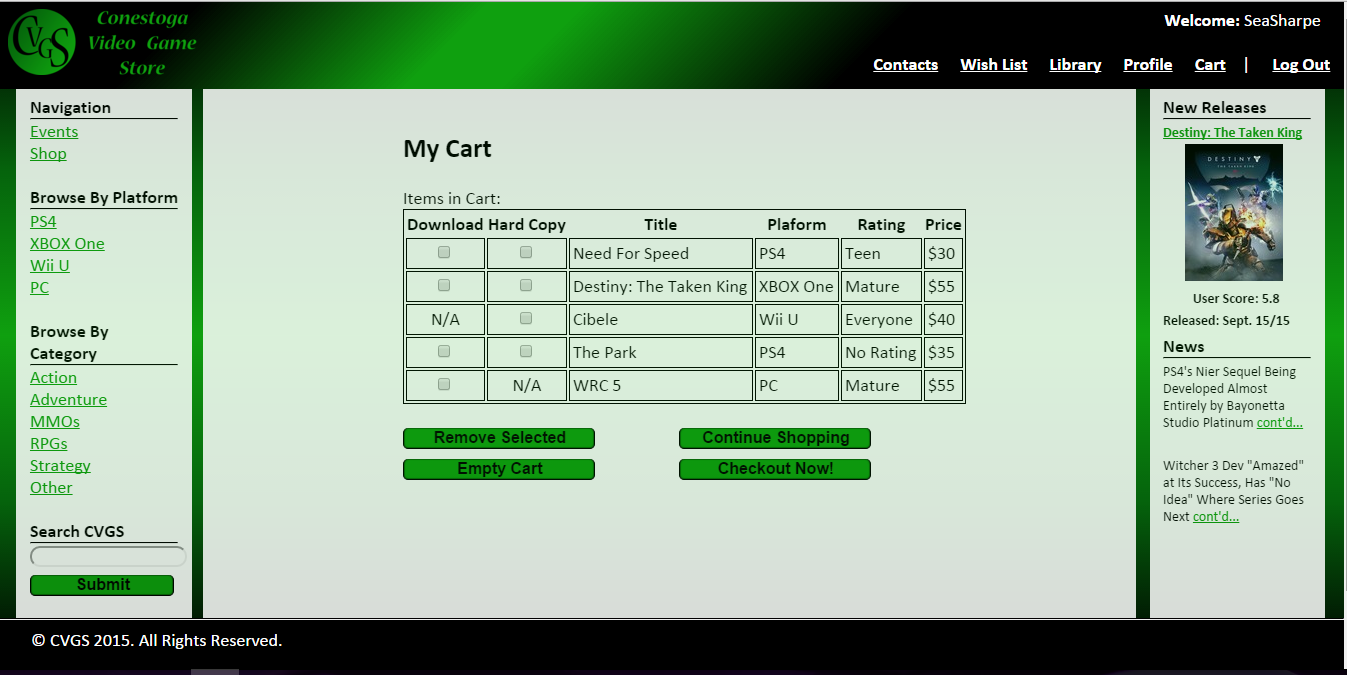 CVGS
Conestoga
Video Game
Store
Welcome: SeaSharpe
Contacts Wish List Library Profile Cart | Log Out
Navigation
Events
Shop
Browse By Platform
PS4
XBOX One
Wii U
PC
Browse By
Category
Action
Adventure
MMOs
RPGs
Strategy
Other
Search CVGS
Submit
My Cart
Items in Cart:
Download Hard Copy Title Plaform Rating Price
Need For Speed PS4 Teen $30
Destiny: The Taken King XBOX One Mature $55
N/A Cibele Wii U Everyone $40
The Park PS4 No Rating $35
N/A WRC 5 PC Mature $55
Remove Selected Continue Shopping
Empty Cart Checkout Now!
New Releases
Destiny: The Taken King
DESTINY
THE TAKEN KING
User Score: 5.8
Released: Sept. 15/15
News
PS4's Nier Sequel Being
Developed Almost
Entirely by Bayonetta
Studio Platinum cont'd...
Witcher 3 Dev "Amazed"
at Its Success, Has "No
Idea" Where Series Goes
Next cont'd...
© CVGS 2015. All Rights Reserved.